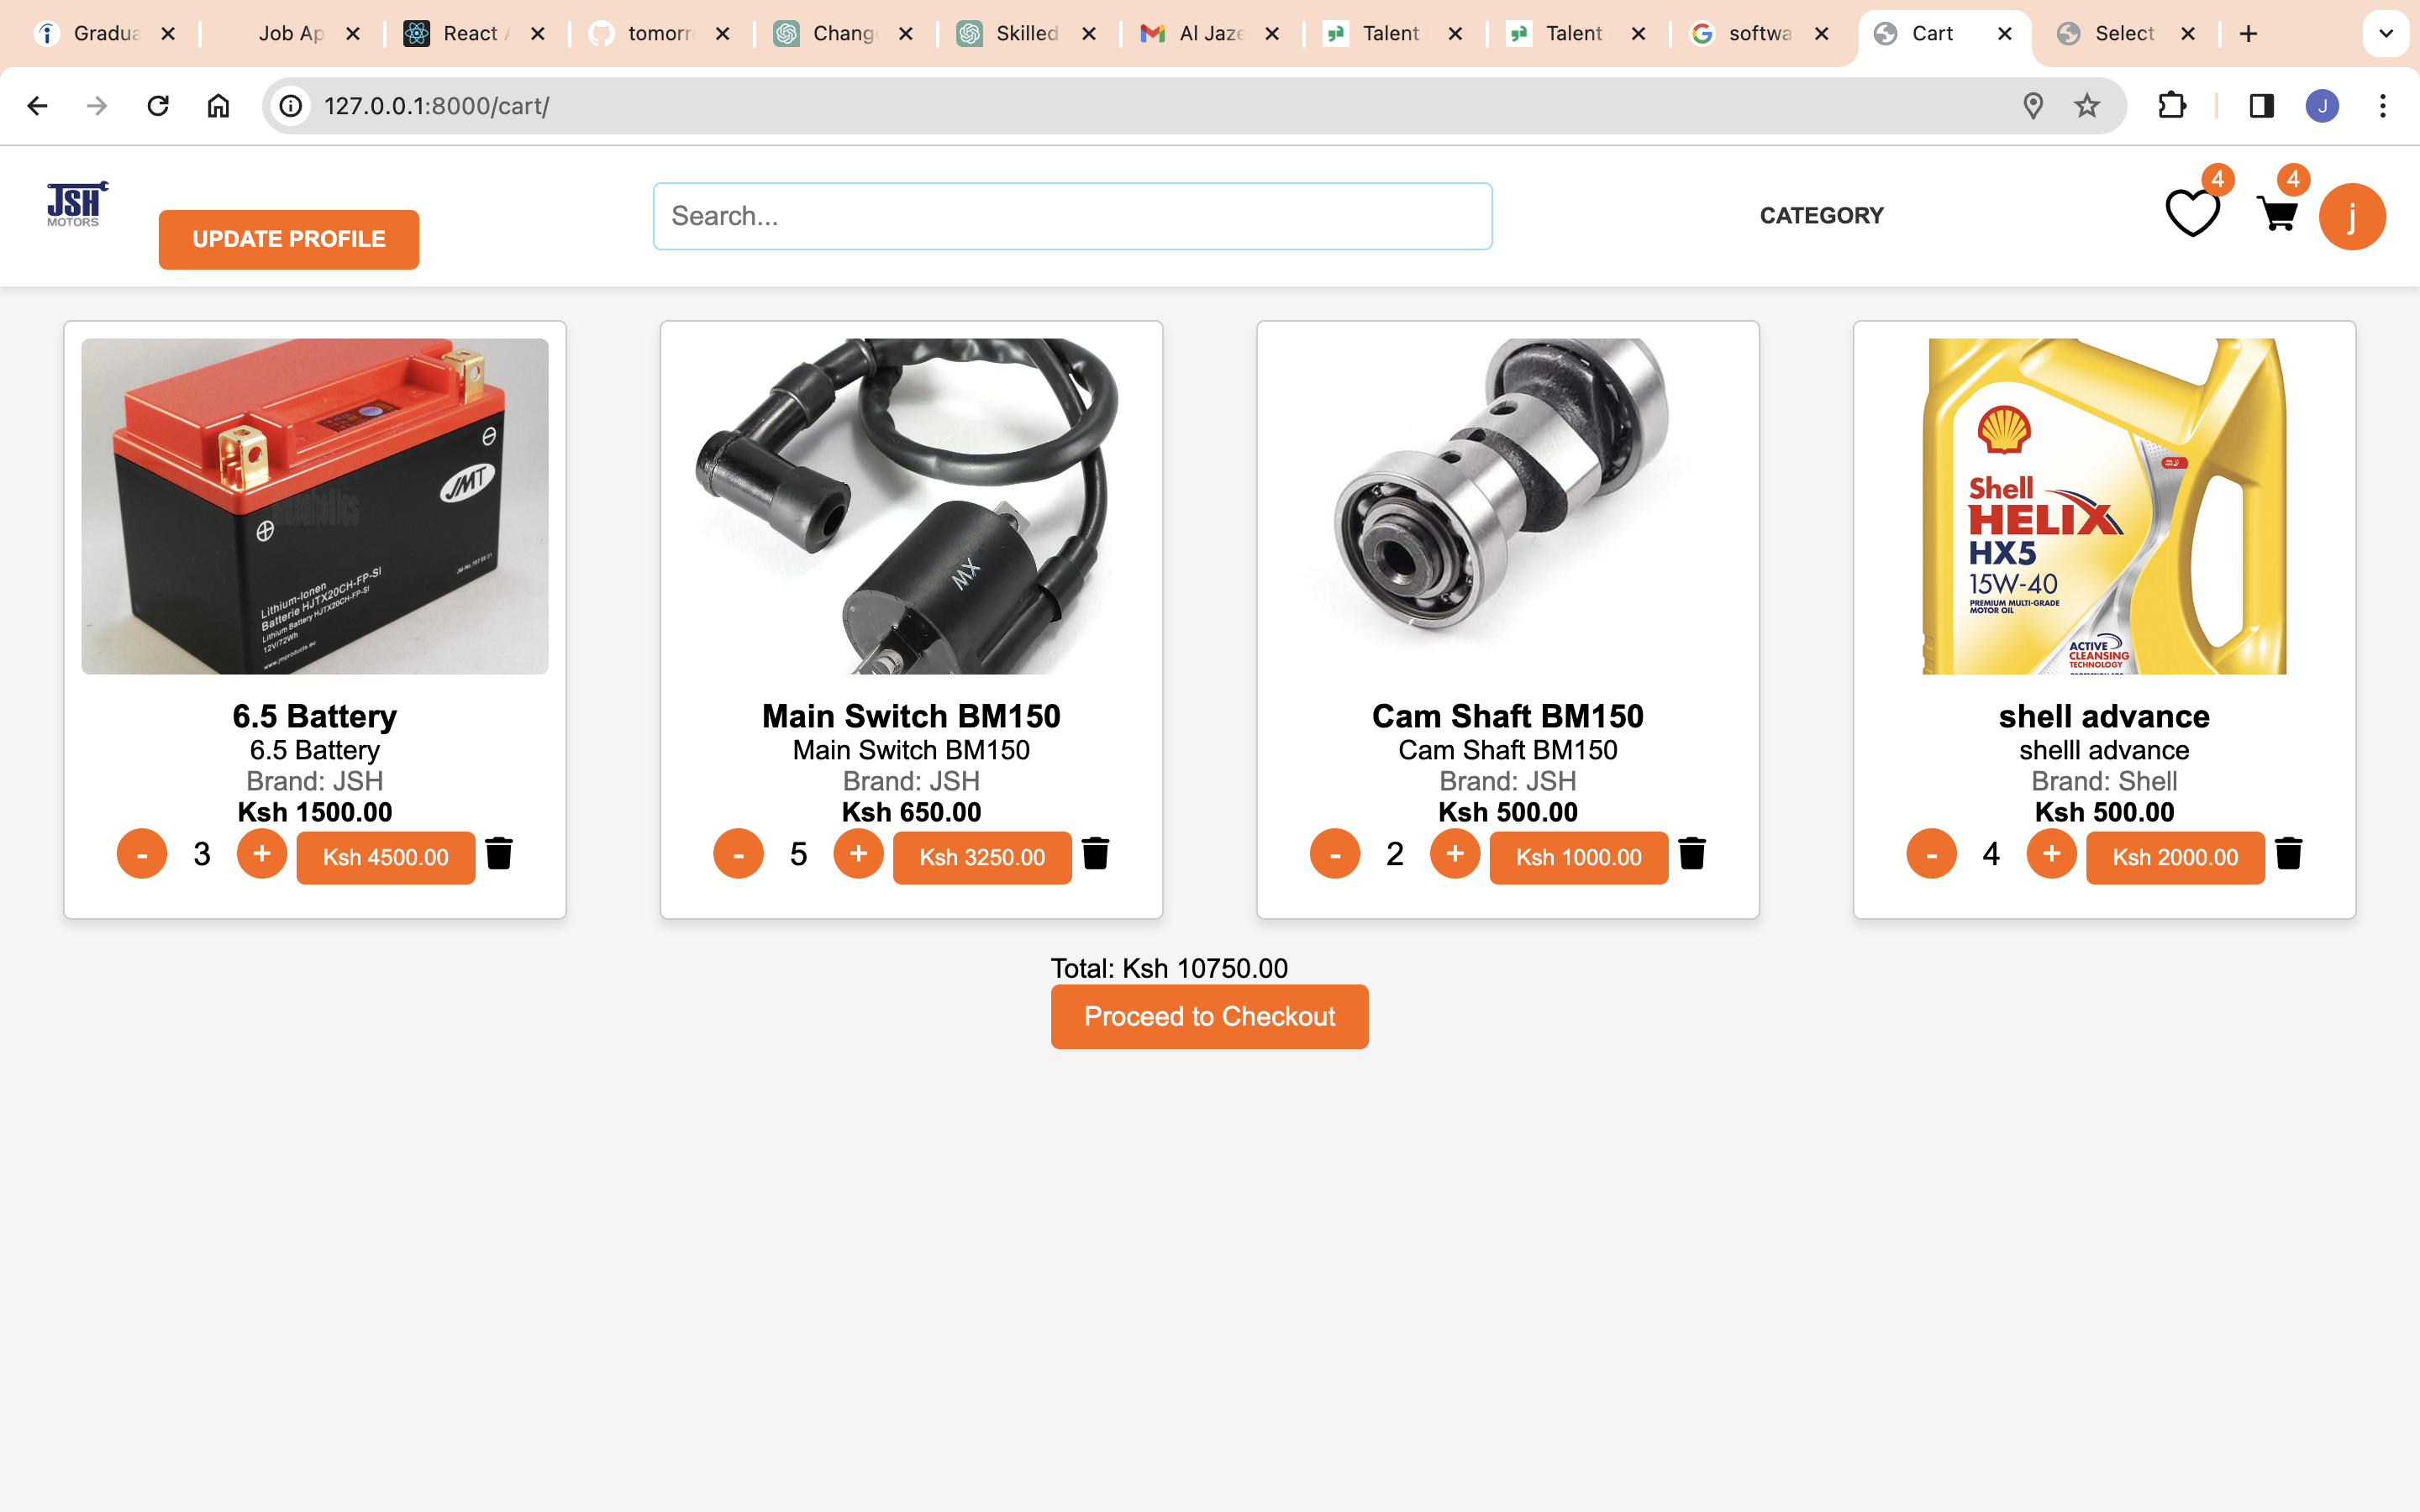 Gradua
Job Ap
React A
tomorr
Chang
Skilled
Al Jaze
Talent
Talent
softwa
Cart
Select
127.0.0.1:8000/cart/
J
JSH
MOTORS
UPDATE PROFILE
Search...
CATEGORY
4
4
j
JMT
Lithium-Ionen
Batterie HJTX20CH-FP-SI
Lithium Battery HJTX20CH-FP-SI
12V/72Wh
MX
Shell
HELIX
HX5
15W-40
PREMIUM MULTI-GRADE
MOTOR OIL
ACTIVE
CLEANSING
TECHNOLOGY
6.5 Battery
6.5 Battery
Brand: JSH
Ksh 1500.00
- 3 + Ksh 4500.00
Main Switch BM150
Main Switch BM150
Brand: JSH
Ksh 650.00
- 5 + Ksh 3250.00
Cam Shaft BM150
Cam Shaft BM150
Brand: JSH
Ksh 500.00
- 2 + Ksh 1000.00
shell advance
shelll advance
Brand: Shell
Ksh 500.00
- 4 + Ksh 2000.00
Total: Ksh 10750.00
Proceed to Checkout